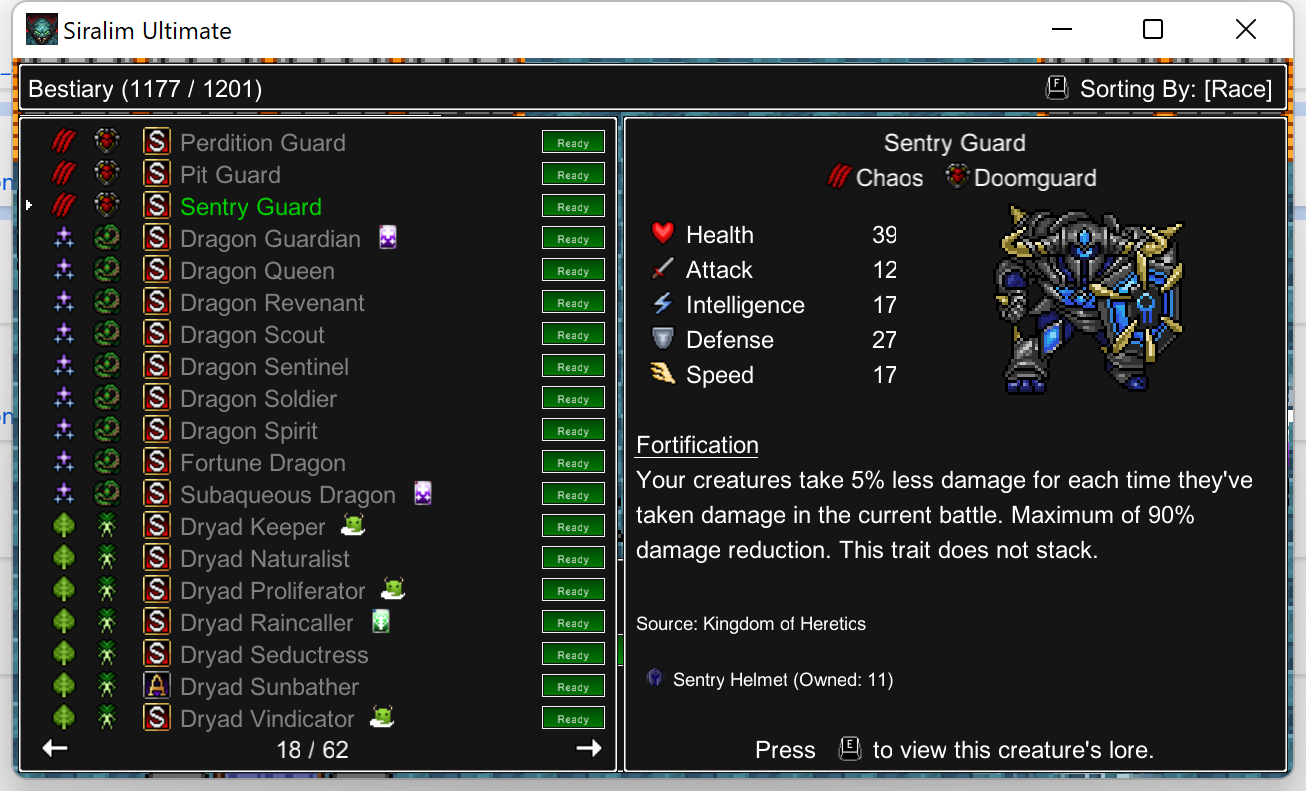 Siralim Ultimate
Bestiary (1177 / 1201)
F Sorting By: [Race]
S Perdition Guard Ready
S Pit Guard Ready
S Sentry Guard Ready
S Dragon Guardian Ready
S Dragon Queen Ready
S Dragon Revenant Ready
S Dragon Scout Ready
S Dragon Sentinel Ready
S Dragon Soldier Ready
S Dragon Spirit Ready
S Fortune Dragon Ready
S Subaqueous Dragon Ready
S Dryad Keeper Ready
S Dryad Naturalist Ready
S Dryad Proliferator Ready
S Dryad Raincaller Ready
S Dryad Seductress Ready
A Dryad Sunbather Ready
S Dryad Vindicator Ready
18 / 62
Sentry Guard
Chaos Doomguard
Health 39
Attack 12
Intelligence 17
Defense 27
Speed 17
Fortification
Your creatures take 5% less damage for each time they've
taken damage in the current battle. Maximum of 90%
damage reduction. This trait does not stack.
Source: Kingdom of Heretics
Sentry Helmet (Owned: 11)
Press E to view this creature's lore.